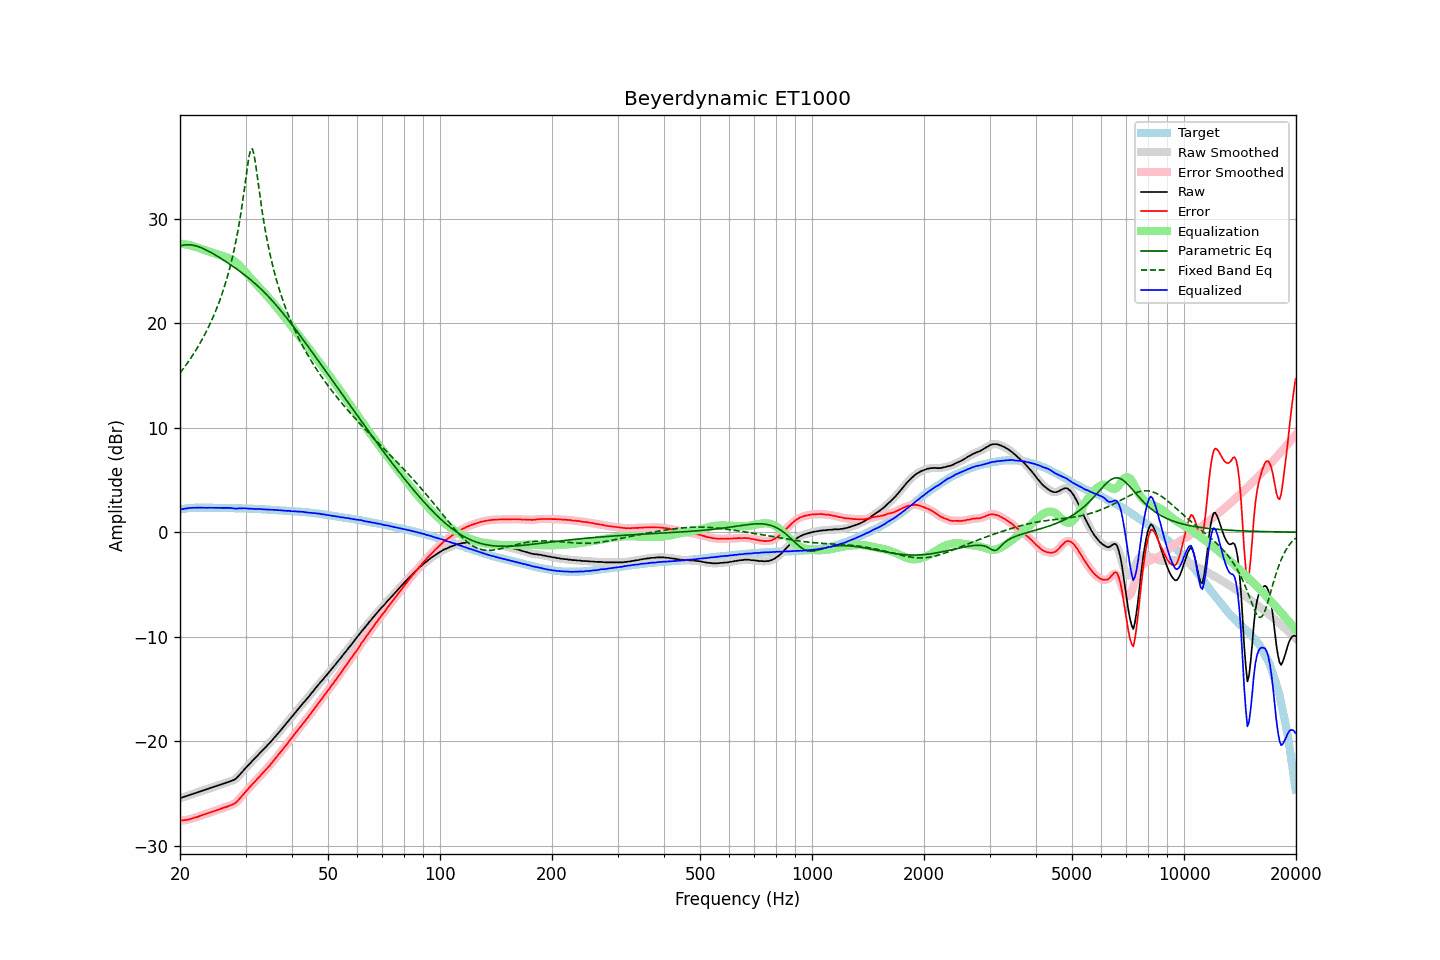 Beyerdynamic ET1000
Target
Raw Smoothed
Error Smoothed
Raw
Error
Equalization
Parametric Eq
Fixed Band Eq
Equalized
Amplitude (dBr)
30
20
10
0
−10
−20
−30
20 50 100 200 500 1000 2000 5000 10000 20000
Frequency (Hz)